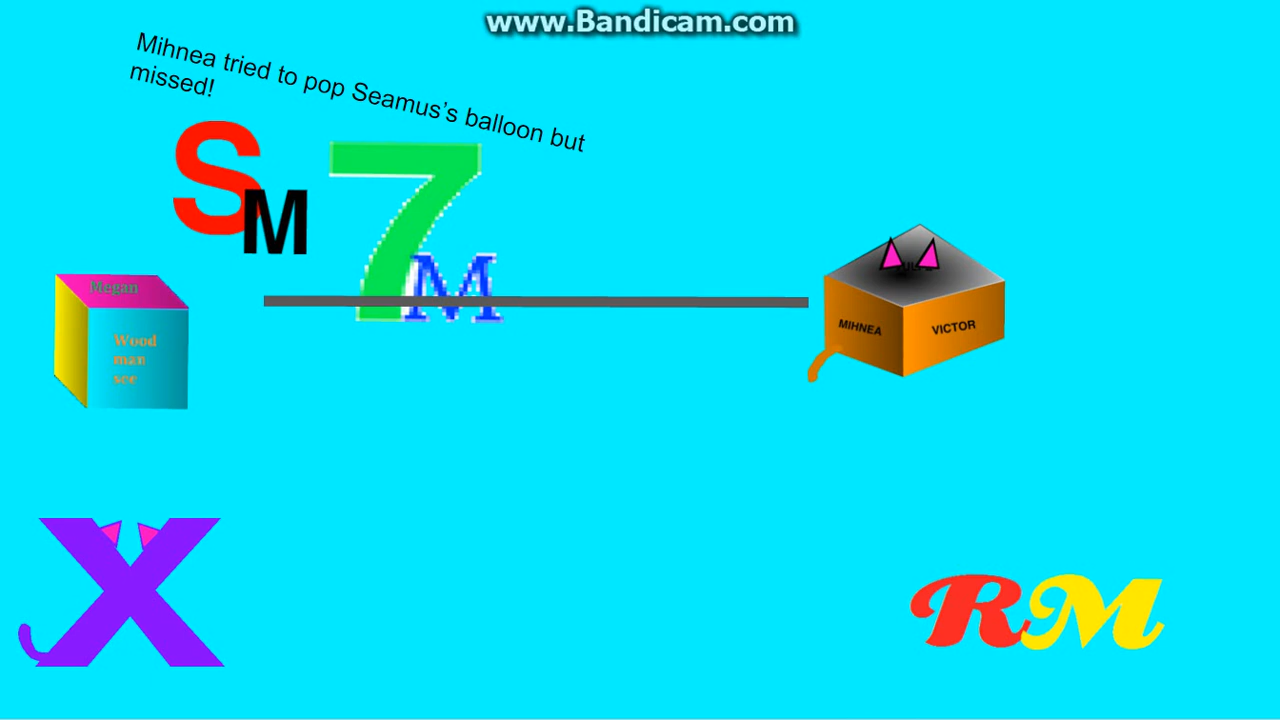 www.Bandicam.com
Mihnea tried to pop Seamus's balloon but
missed!
S
M
7
M
Megan
Wood
man
see
MIHNEA
VICTOR
X
RM